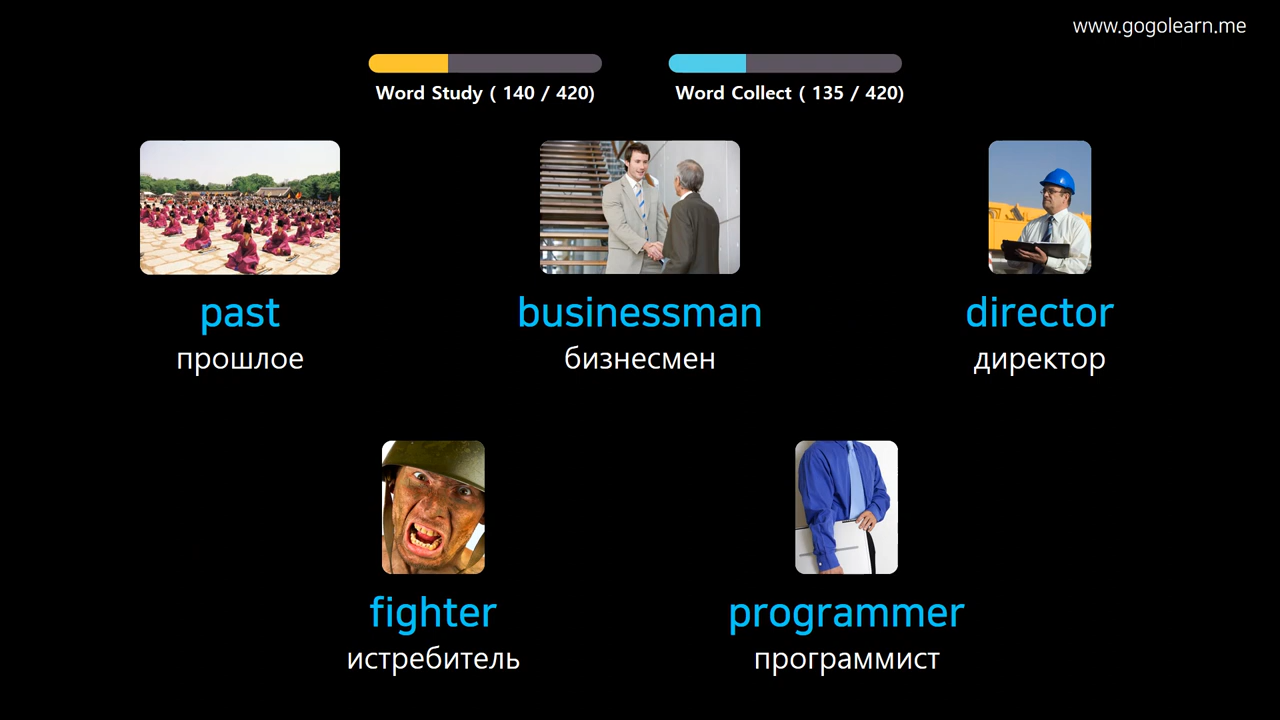 www.gogolearn.me
Word Study ( 140 / 420)
Word Collect ( 135 / 420)
past
прошлое
businessman
бизнесмен
director
директор
fighter
истребитель
programmer
программист